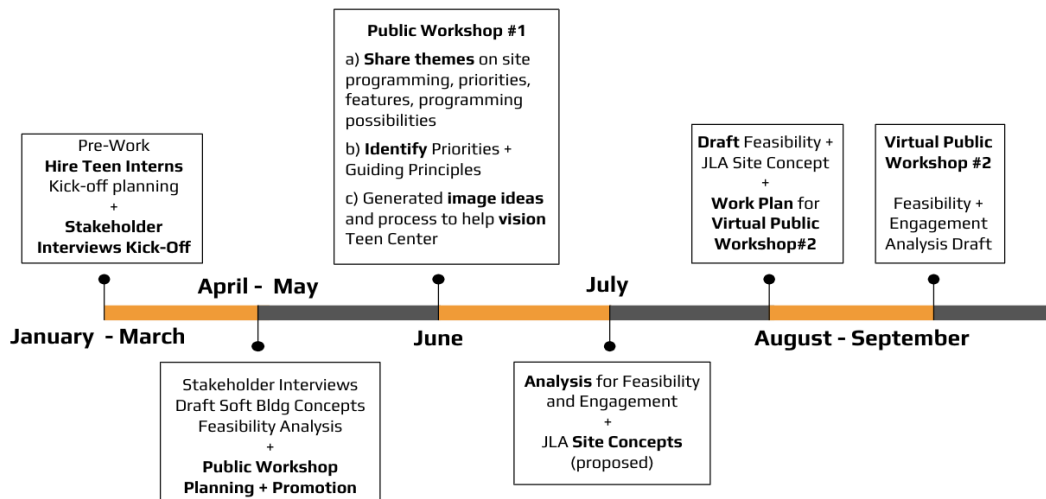 Pre-Work
Hire Teen Interns
Kick-off planning
+
Stakeholder
Interviews Kick-Off
January - March
April - May
Stakeholder Interviews
Draft Soft Bldg Concepts
Feasibility Analysis
+
Public Workshop
Planning + Promotion
Public Workshop #1
a) Share themes on site
programming, priorities,
features, programming
possibilities
b) Identify Priorities +
Guiding Principles
c) Generated image ideas
and process to help vision
Teen Center
June
July
Analysis for Feasibility
and Engagement
+
JLA Site Concepts
(proposed)
Draft Feasibility +
JLA Site Concept
+
Work Plan for
Virtual Public
Workshop#2
August - September
Virtual Public
Workshop #2
Feasibility +
Engagement
Analysis Draft